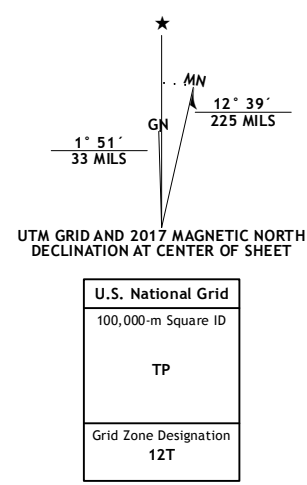 ★
MN
GN
12° 39´
225 MILS
1° 51´
33 MILS
UTM GRID AND 2017 MAGNETIC NORTH
DECLINATION AT CENTER OF SHEET
U.S. National Grid
100,000-m Square ID
TP
Grid Zone Designation
12T